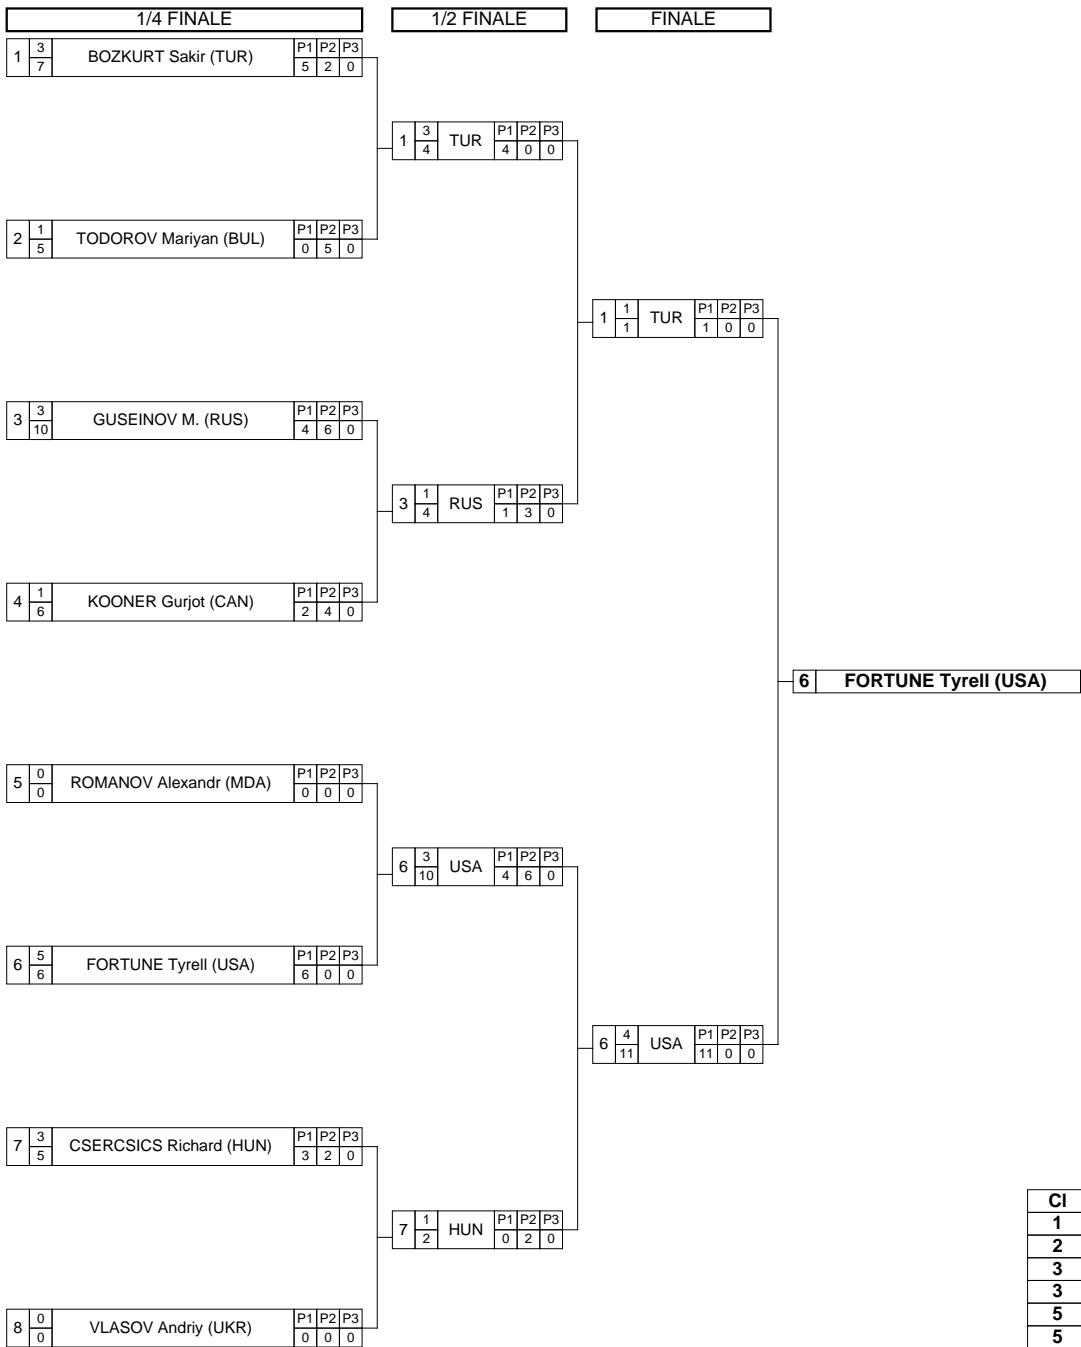 1/4 FINALE 1/2 FINALE FINALE
1 3 7 BOZKURT Sakir (TUR) P1 P2 P3
5 2 0
1 3 4 TUR P1 P2 P3
4 0 0
2 1 5 TODOROV Mariyan (BUL) P1 P2 P3
0 5 0
1 1 1 TUR P1 P2 P3
1 0 0
3 3 10 GUSEINOV M. (RUS) P1 P2 P3
4 6 0
3 1 4 RUS P1 P2 P3
1 3 0
4 1 6 KOONER Gurjot (CAN) P1 P2 P3
2 4 0
6 FORTUNE Tyrell (USA)
5 0 0 ROMANOV Alexandr (MDA) P1 P2 P3
0 0 0
6 3 10 USA P1 P2 P3
4 6 0
6 5 6 FORTUNE Tyrell (USA) P1 P2 P3
6 0 0
6 4 11 USA P1 P2 P3
11 0 0
7 3 5 CSERCSICS Richard (HUN) P1 P2 P3
3 2 0
7 1 2 HUN P1 P2 P3
0 2 0
8 0 0 VLASOV Andriy (UKR) P1 P2 P3
0 0 0
Cl
1
2
3
3
5
5